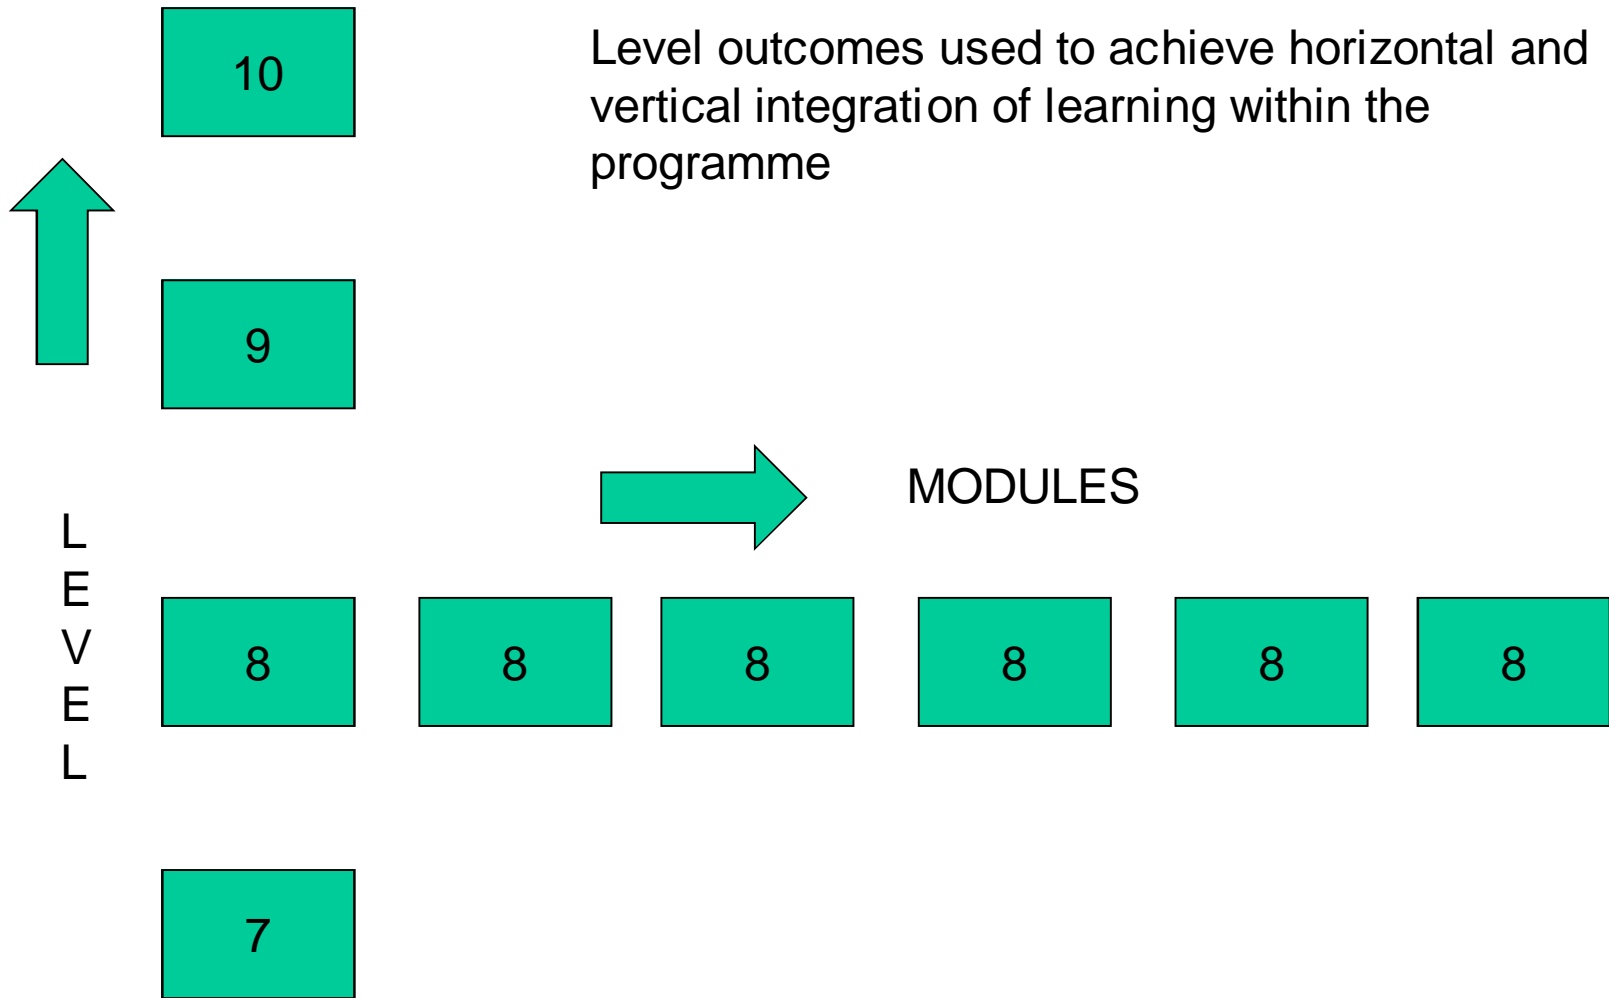 10
Level outcomes used to achieve horizontal and
vertical integration of learning within the
programme
9
MODULES
L
E
V
E
L
8 8 8 8 8 8
7